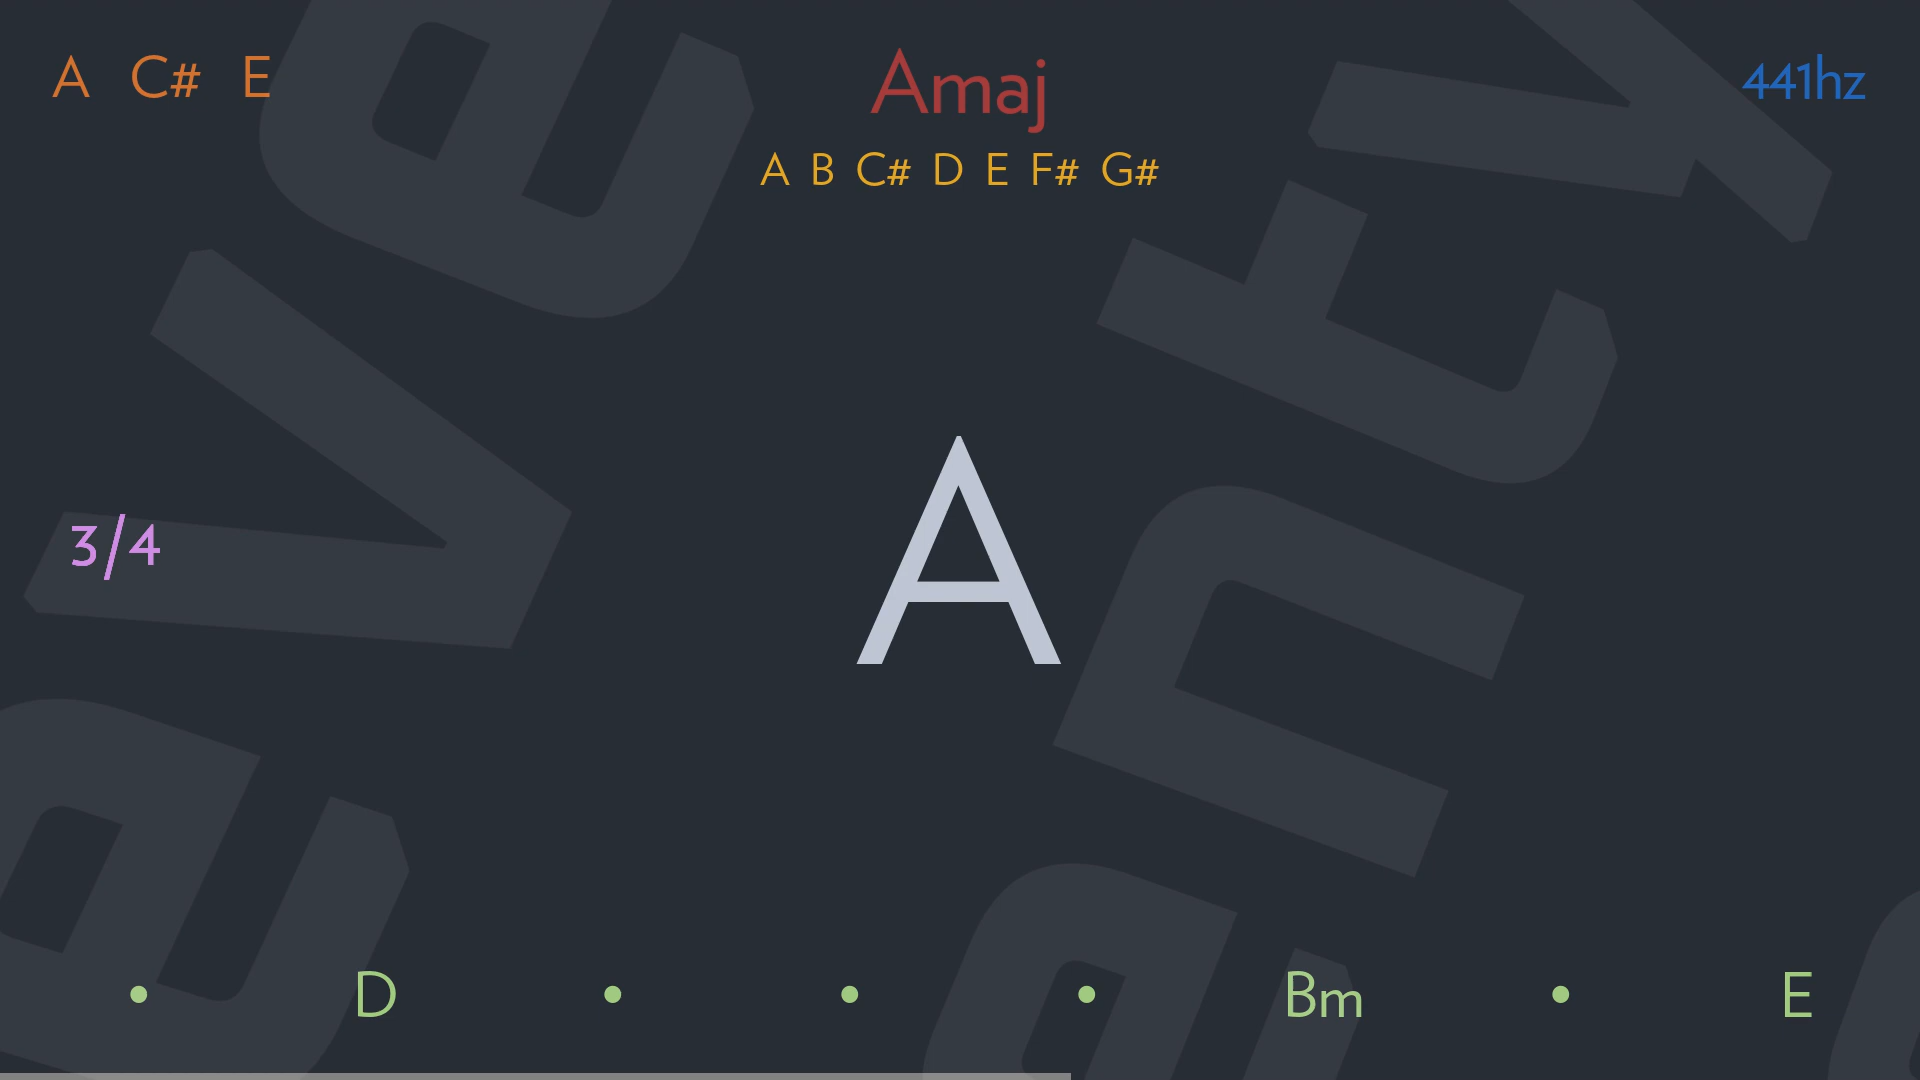 A C# E
Amaj
441hz
A B C# D E F# G#
A
3/4
• D • • • Bm • E